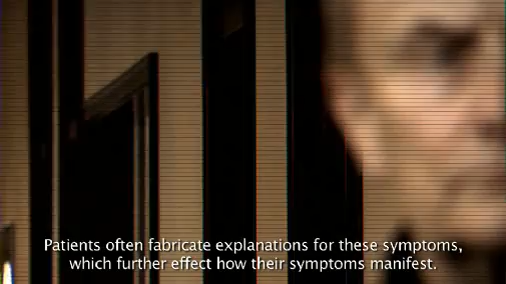 Patients often fabricate explanations for these symptoms,
which further effect how their symptoms manifest.